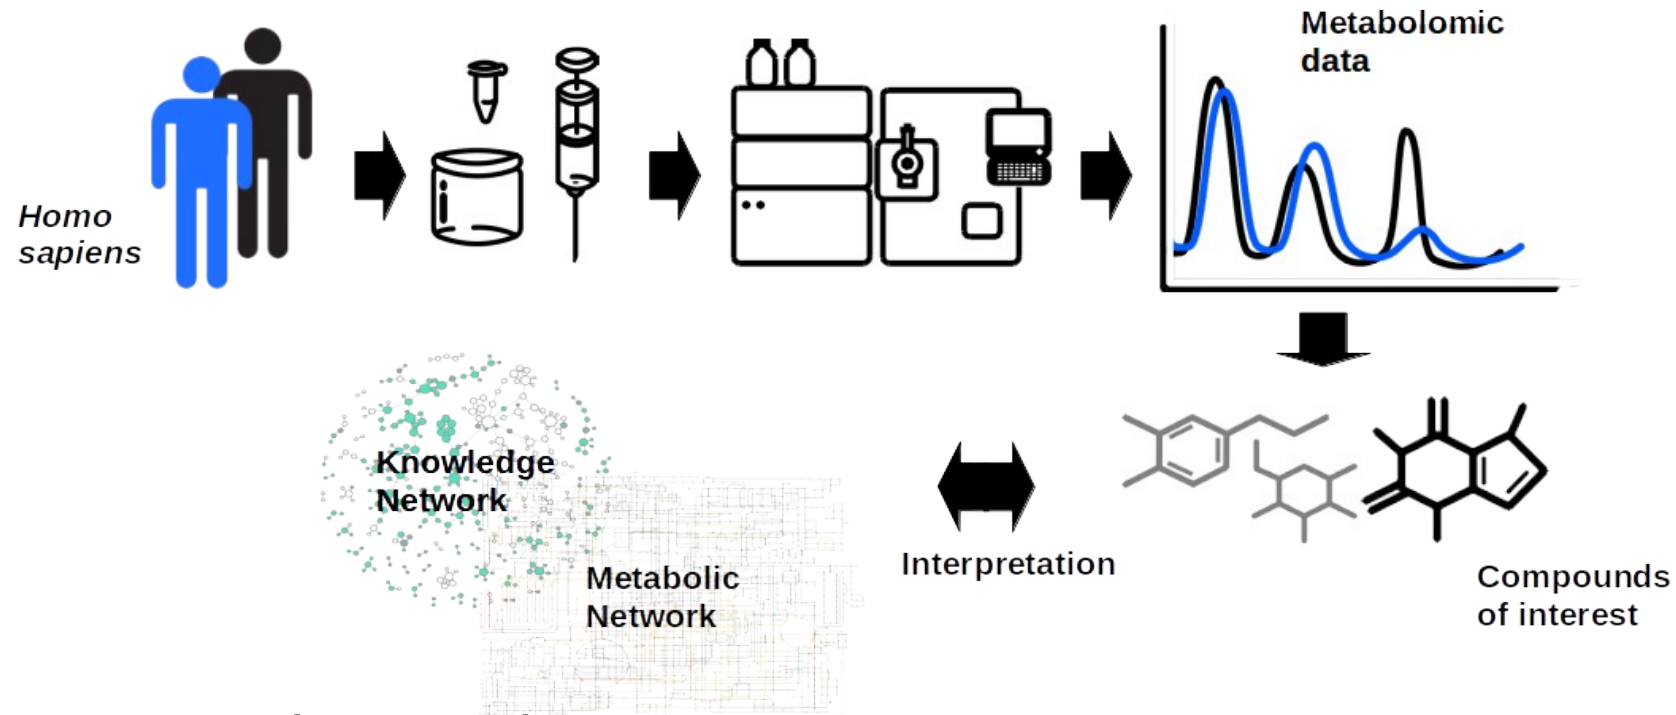 Metabolomic
data
Homo
sapiens
Knowledge
Network
Metabolic
Network
Interpretation
Compounds
of interest